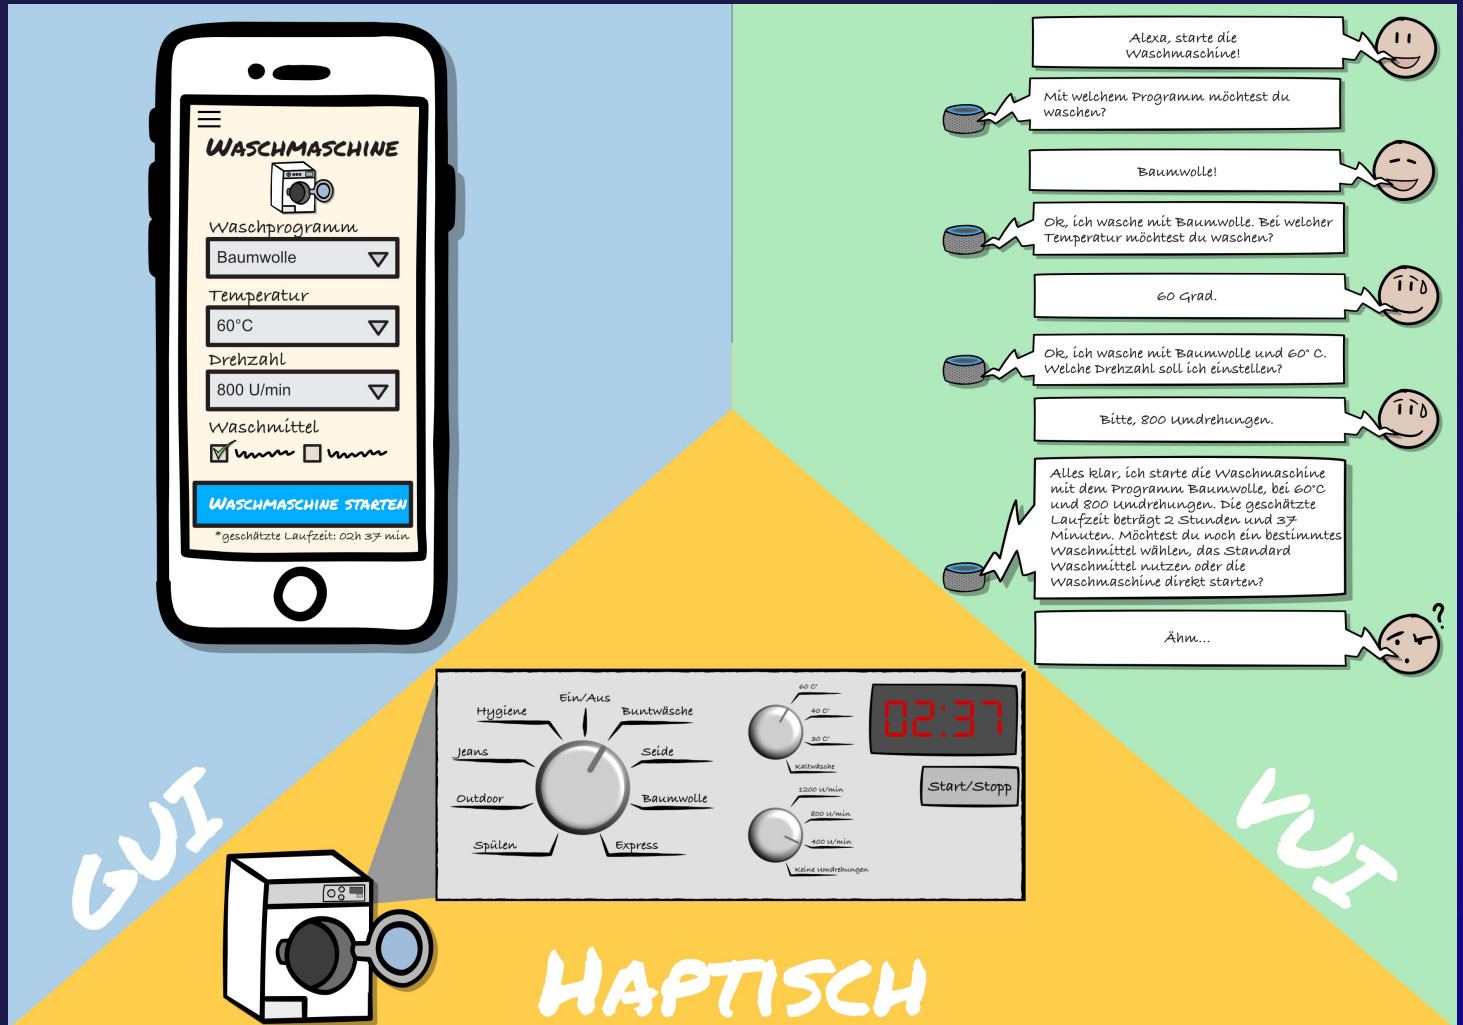 WASCHMASCHINE
Waschprogramm
Baumwolle
Temperatur
60°C
Drehzahl
800 U/min
Waschmittel
WASCHMASCHINE STARTEN
*geschätzte Laufzeit: 02h 37 min
GUI
Alexa, starte die
Waschmaschine!
Mit welchem Programm möchtest du
waschen?
Baumwolle!
Ok, ich wasche mit Baumwolle. Bei welcher
Temperatur möchtest du waschen?
60 Grad.
Ok, ich wasche mit Baumwolle und 60° C.
Welche Drehzahl soll ich einstellen?
Bitte, 800 Umdrehungen.
Alles klar, ich starte die Waschmaschine
mit dem Programm Baumwolle, bei 60°C
und 800 Umdrehungen. Die geschätzte
Laufzeit beträgt 2 Stunden und 37
Minuten. Möchtest du noch ein bestimmtes
Waschmittel wählen, das Standard
Waschmittel nutzen oder die
Waschmaschine direkt starten?
Ähm...
?
VUI
Ein/Aus
Hygiene
Buntwäsche
Jeans
Seide
Outdoor
Baumwolle
Spülen
Express
60 C°
40 C°
30 C°
Kaltwäsche
1200 U/min
800 U/min
400 U/min
Keine Umdrehungen
02:37
Start/Stopp
HAPTISCH